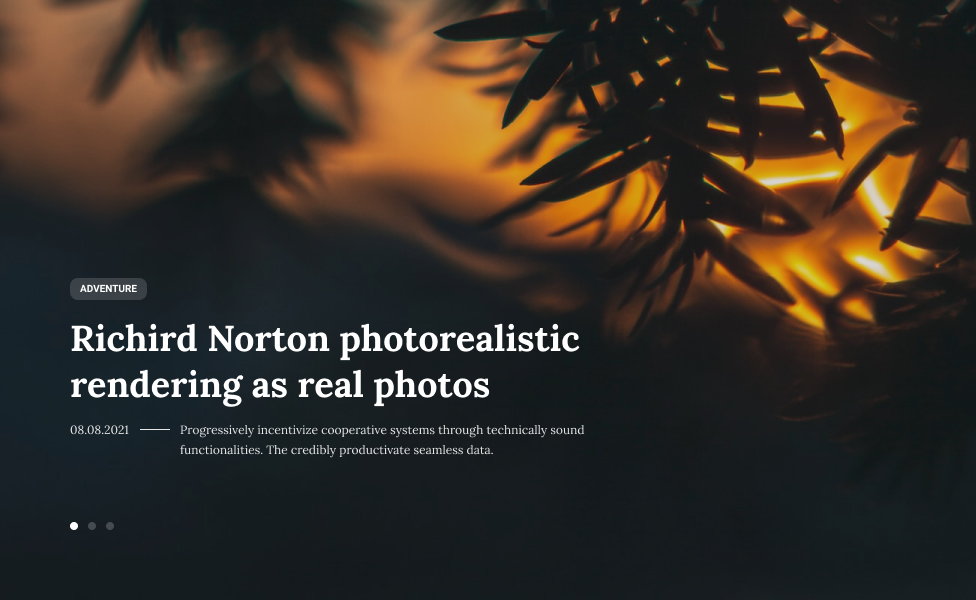 ADVENTURE
Richird Norton photorealistic
rendering as real photos
08.08.2021 Progressively incentivize cooperative systems through technically sound
functionalities. The credibly productivate seamless data.